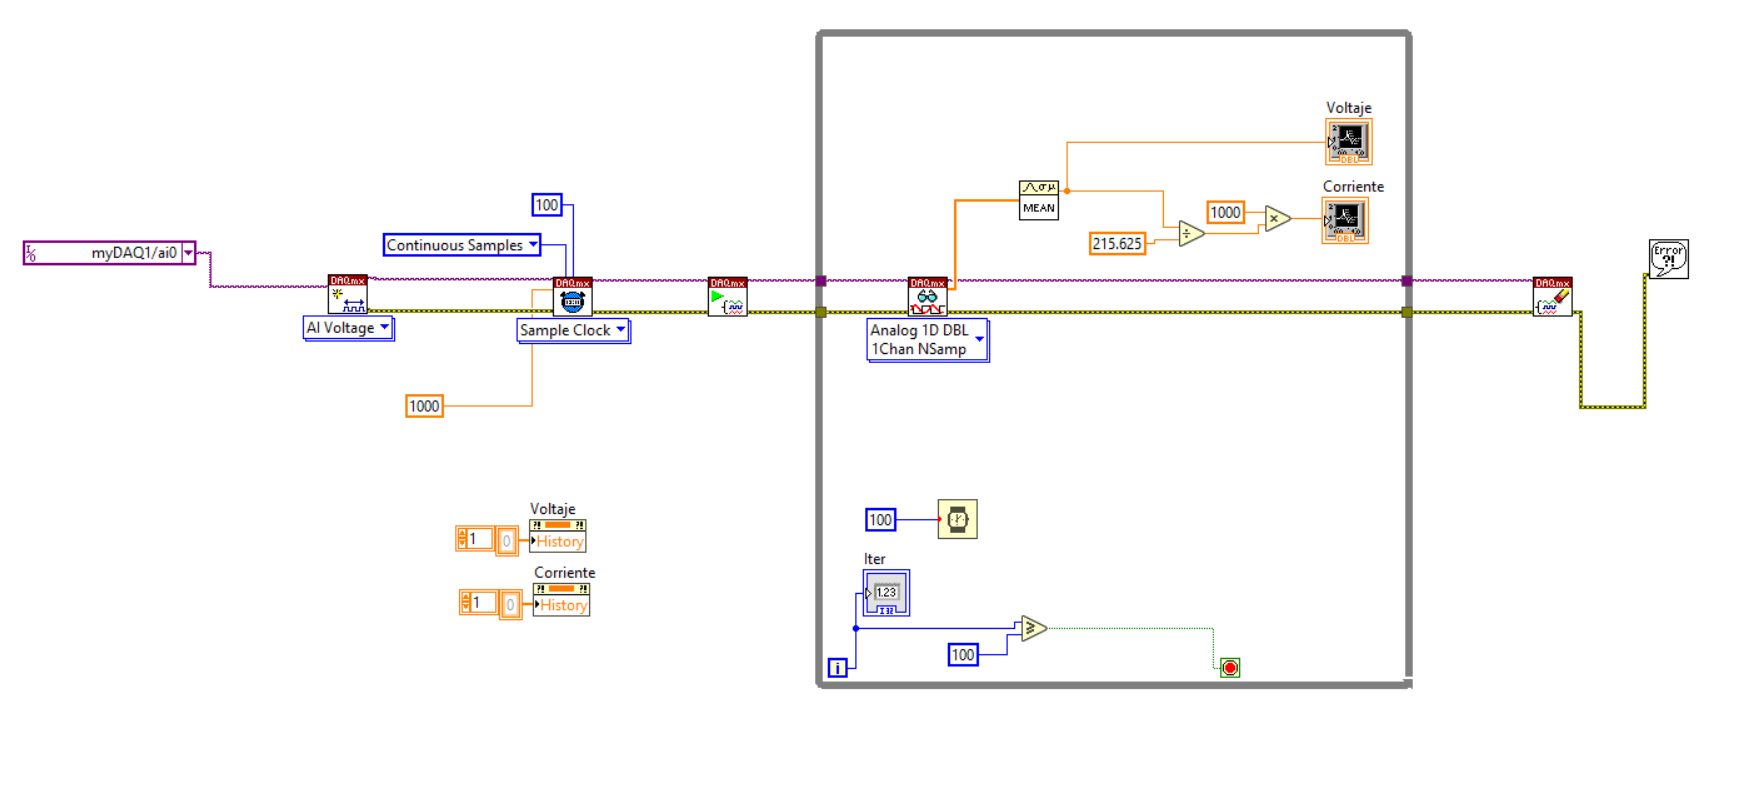 Voltaje
DBL
Corriente
DBL
MEAN
1000
215.625
100
Continuous Samples
myDAQ1/ai0
DAQmx
AI Voltage
DAQmx
Sample Clock
DAQmx
DAQmx
Analog 1D DBL
1Chan NSamp
DAQmx
Error
?!
1000
Voltaje
1
0
History
Corriente
1
0
History
100
Iter
1.23
I32
100
i